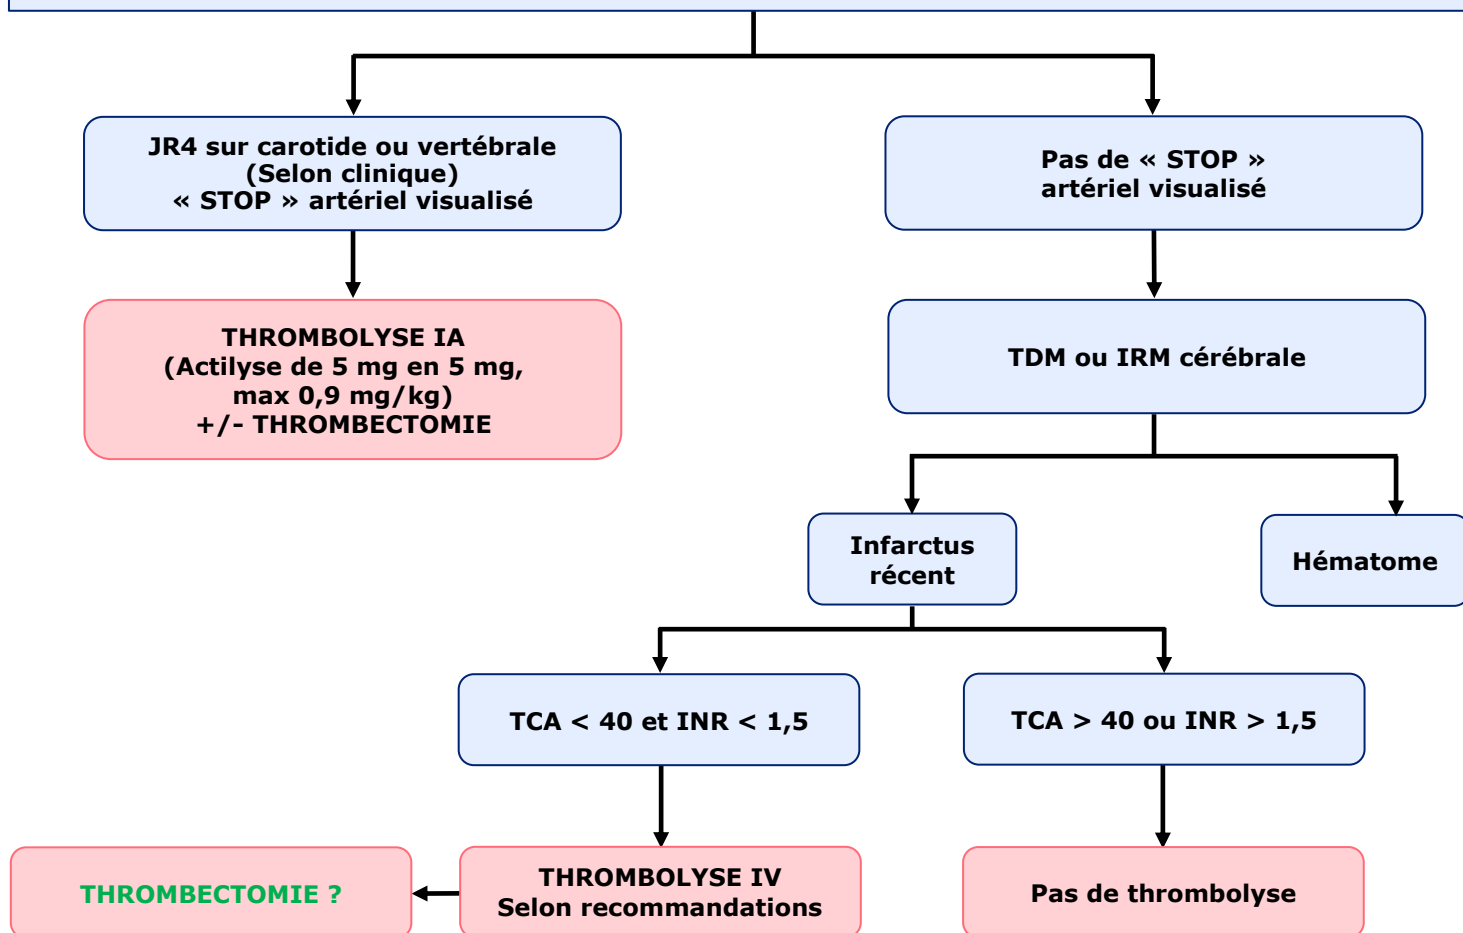 JR4 sur carotide ou vertébrale
(Selon clinique)
« STOP » artériel visualisé
Pas de « STOP »
artériel visualisé
THROMBOLYSE IA
(Actilyse de 5 mg en 5 mg,
max 0,9 mg/kg)
+/- THROMBECTOMIE
TDM ou IRM cérébrale
Infarctus
récent
Hématome
TCA < 40 et INR < 1,5
TCA > 40 ou INR > 1,5
THROMBECTOMIE ?
THROMBOLYSE IV
Selon recommandations
Pas de thrombolyse